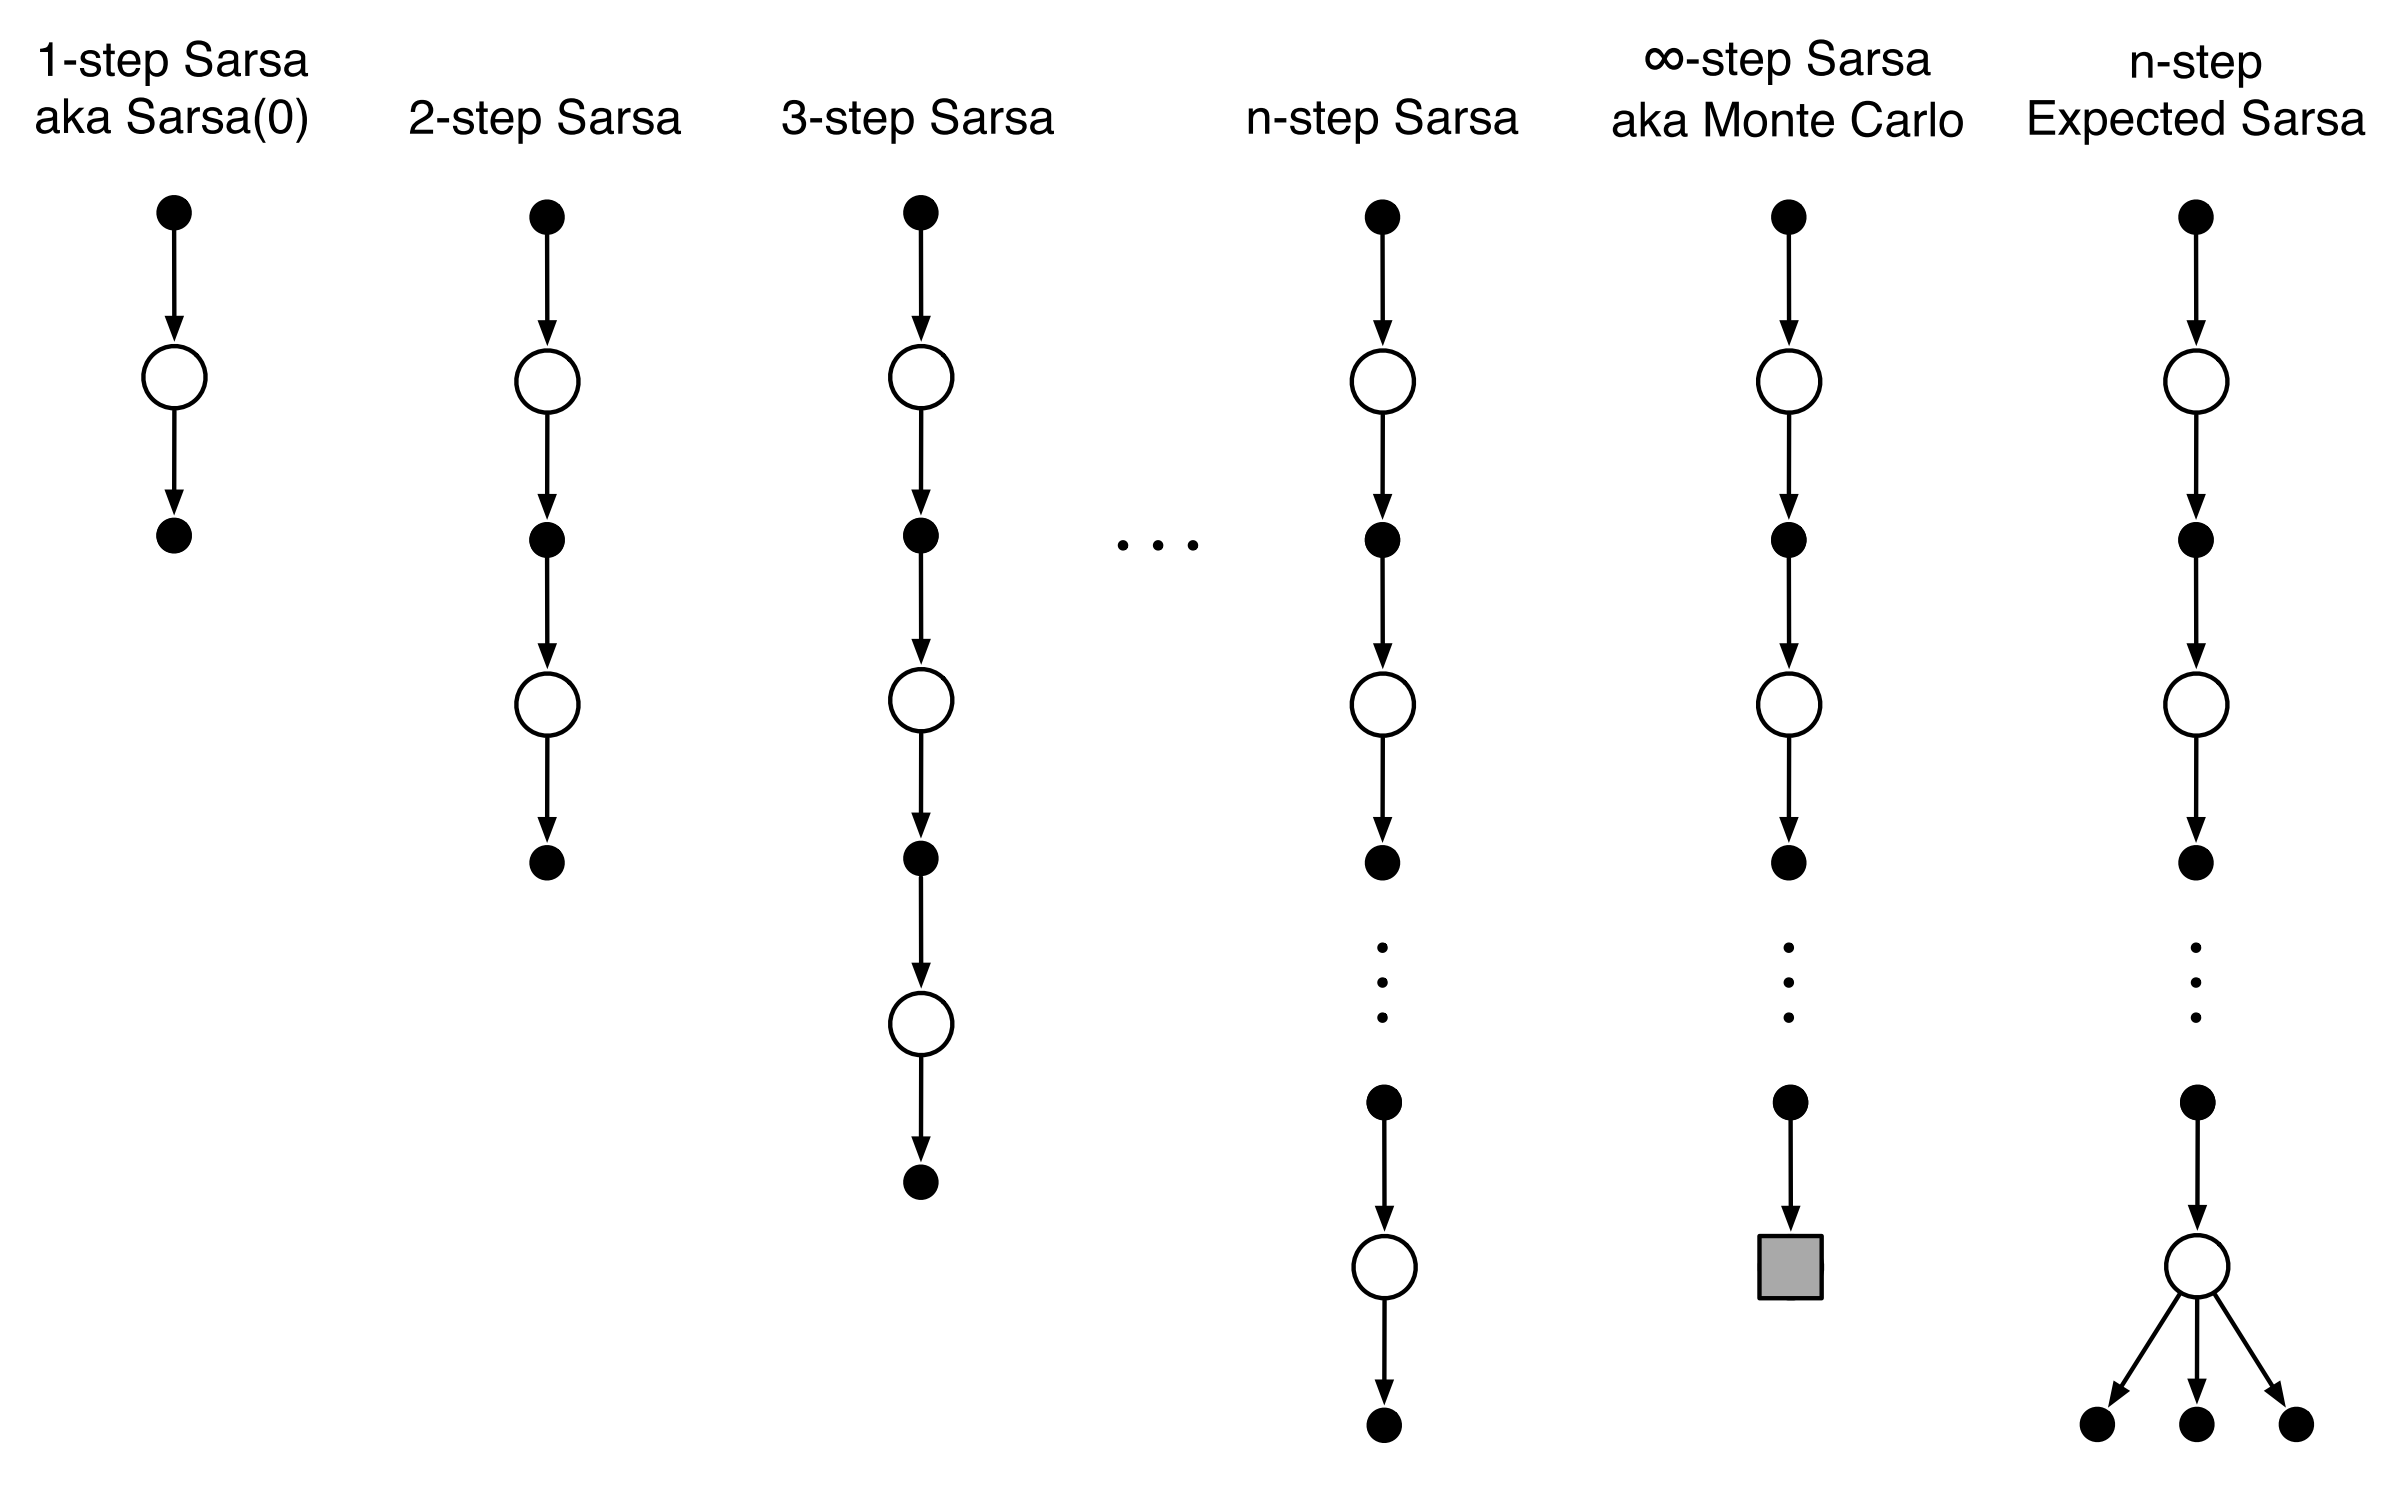 1-step Sarsa
aka Sarsa(0)
2-step Sarsa
3-step Sarsa
n-step Sarsa
∞-step Sarsa
aka Monte Carlo
n-step
Expected Sarsa